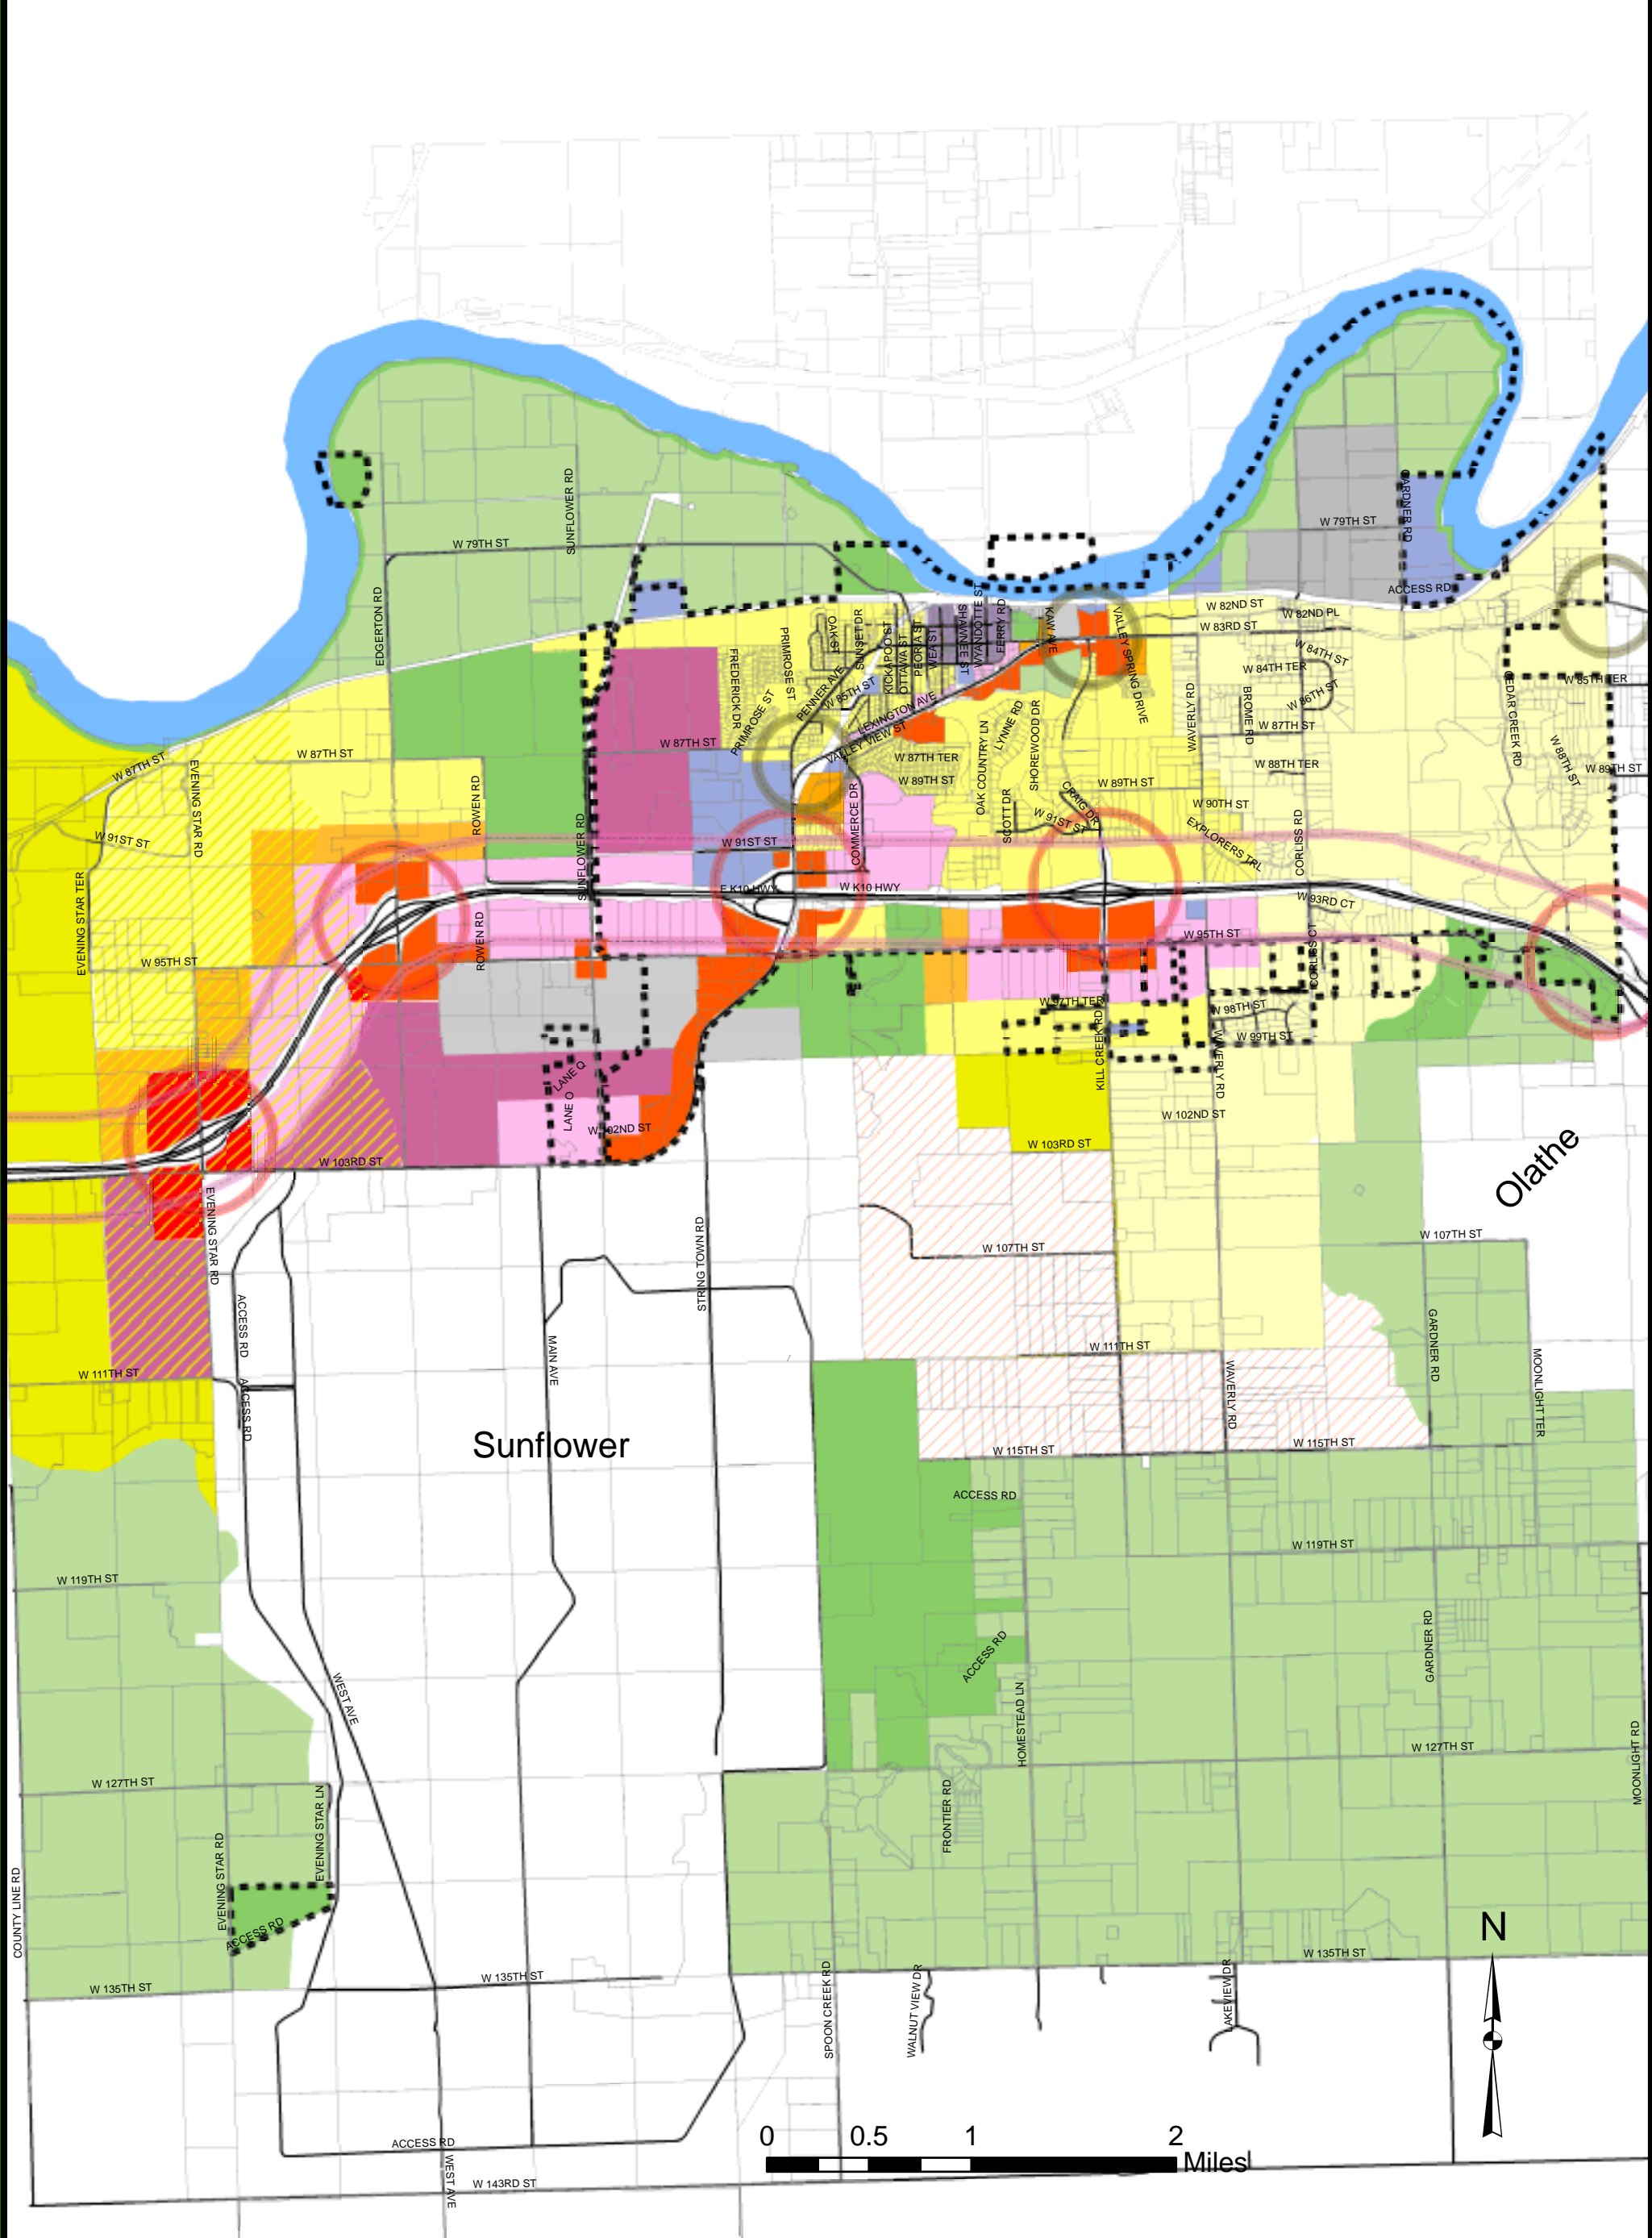 SUNFLOWER RD
GARDNER RD
W 79TH ST
W 79TH ST
EDGERTON RD
ACCESS RD
W 82ND ST
W 82ND PL
W 83RD ST
OAK ST
SUNSET DR
KICKAPOO ST
OTTAWA ST
PEORIA ST
WEA ST
SHAWNEE ST
WYANDOTTE ST
FERRY RD
KAW AVE
VALLEY SPRING DRIVE
W 84TH ST
W 84TH TER
W 85TH TER
W 86TH ST
W 87TH ST
PRIMROSE ST
FREDERICK DR
PRIMROSE ST
PENNER AVE
W 85TH ST
LEXINGTON AVE
VALLEY VIEW ST
LYNNE RD
OAK COUNTRY LN
SHOREWOOD DR
WAVERLY RD
BROME RD
CEDAR CREEK RD
W 88TH ST
W 89TH ST
W 87TH ST
W 87TH ST
W 87TH ST
EVENING STAR RD
W 87TH TER
W 88TH TER
W 89TH ST
W 89TH ST
W 90TH ST
ROWEN RD
COMMERCE DR
SCOTT DR
CRAIG DR
W 91ST ST
EXPLORERS TRL
CORLISS RD
W 91ST ST
W 91ST ST
SUNFLOWER RD
E K10 HWY
W K10 HWY
W 93RD CT
EVENING STAR TER
ROWEN RD
W 95TH ST
W 95TH ST
CORLISS CT
W 97TH TER
W 98TH ST
W 99TH ST
KILL CREEK RD
WAVERLY RD
LANE Q
LANE O
W 102ND ST
W 102ND ST
W 103RD ST
W 103RD ST
Olathe
EVENING STAR RD
STRING TOWN RD
W 107TH ST
W 107TH ST
ACCESS RD
MAIN AVE
GARDNER RD
W 111TH ST
W 111TH ST
WAVERLY RD
MOONLIGHT TER
ACCESS RD
Sunflower
W 115TH ST
W 115TH ST
ACCESS RD
W 119TH ST
W 119TH ST
ACCESS RD
GARDNER RD
WEST AVE
HOMESTEAD LN
W 127TH ST
W 127TH ST
MOONLIGHT RD
EVENING STAR LN
FRONTIER RD
EVENING STAR RD
COUNTY LINE RD
ACCESS RD
N
W 135TH ST
W 135TH ST
W 135TH ST
SPOON CREEK RD
WALNUT VIEW DR
LAKEVIEW DR
0 0.5 1 2
Miles
ACCESS RD
WEST AVE
W 143RD ST